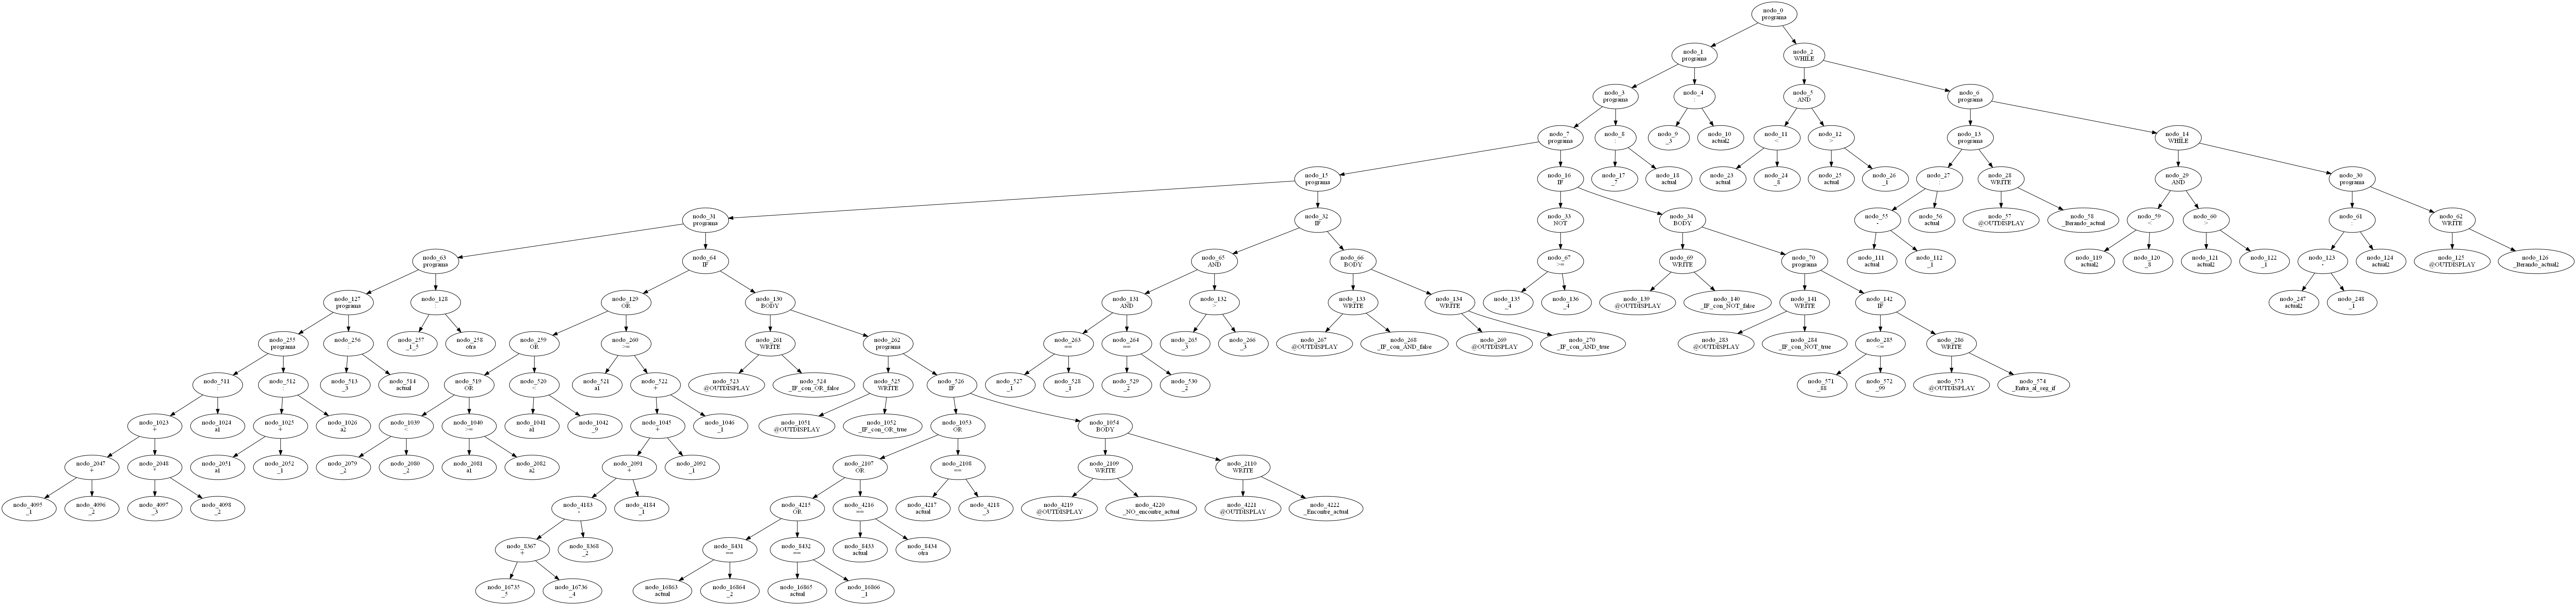 nodo_0
programa
nodo_1
programa
nodo_2
WHILE
nodo_3
programa
nodo_4
:
nodo_5
AND
nodo_6
programa
nodo_7
programa
nodo_8
:
nodo_9
_3
nodo_10
actual2
nodo_11
<
nodo_12
>
nodo_13
programa
nodo_14
WHILE
nodo_15
programa
nodo_16
IF
nodo_17
_7
nodo_18
actual
nodo_23
actual
nodo_24
_8
nodo_25
actual
nodo_26
_1
nodo_27
:
nodo_28
WRITE
nodo_29
AND
nodo_30
programa
nodo_31
programa
nodo_32
IF
nodo_33
NOT
nodo_34
BODY
nodo_55
-
nodo_56
actual
nodo_57
@OUTDISPLAY
nodo_58
_Iterando_actual
nodo_59
<
nodo_60
>
nodo_61
:
nodo_62
WRITE
nodo_63
programa
nodo_64
IF
nodo_65
AND
nodo_66
BODY
nodo_67
>=
nodo_69
WRITE
nodo_70
programa
nodo_111
actual
nodo_112
_1
nodo_119
actual2
nodo_120
_8
nodo_121
actual2
nodo_122
_1
nodo_123
-
nodo_124
actual2
nodo_125
@OUTDISPLAY
nodo_126
_Iterando_actual2
nodo_127
programa
nodo_128
:
nodo_129
OR
nodo_130
BODY
nodo_131
AND
nodo_132
>
nodo_133
WRITE
nodo_134
WRITE
nodo_135
_4
nodo_136
_4
nodo_139
@OUTDISPLAY
nodo_140
_IF_con_NOT_false
nodo_141
WRITE
nodo_142
IF
nodo_247
actual2
nodo_248
_1
nodo_255
programa
nodo_256
:
nodo_257
_1_5
nodo_258
otra
nodo_259
OR
nodo_260
>=
nodo_261
WRITE
nodo_262
programa
nodo_263
==
nodo_264
==
nodo_265
_3
nodo_266
_3
nodo_267
@OUTDISPLAY
nodo_268
_IF_con_AND_false
nodo_269
@OUTDISPLAY
nodo_270
_IF_con_AND_true
nodo_283
@OUTDISPLAY
nodo_284
_IF_con_NOT_true
nodo_285
<=
nodo_286
WRITE
nodo_511
:
nodo_512
:
nodo_513
_3
nodo_514
actual
nodo_519
OR
nodo_520
<
nodo_521
a1
nodo_522
+
nodo_523
@OUTDISPLAY
nodo_524
_IF_con_OR_false
nodo_525
WRITE
nodo_526
IF
nodo_527
_1
nodo_528
_1
nodo_529
_2
nodo_530
_2
nodo_571
_88
nodo_572
_99
nodo_573
@OUTDISPLAY
nodo_574
_Entra_al_seg_if
nodo_1023
+
nodo_1024
a1
nodo_1025
+
nodo_1026
a2
nodo_1039
<
nodo_1040
>=
nodo_1041
a1
nodo_1042
_9
nodo_1045
+
nodo_1046
_1
nodo_1051
@OUTDISPLAY
nodo_1052
_IF_con_OR_true
nodo_1053
OR
nodo_1054
BODY
nodo_2047
+
nodo_2048
*
nodo_2051
a1
nodo_2052
_1
nodo_2079
_2
nodo_2080
_2
nodo_2081
a1
nodo_2082
a2
nodo_2091
+
nodo_2092
_1
nodo_2107
OR
nodo_2108
==
nodo_2109
WRITE
nodo_2110
WRITE
nodo_4095
_1
nodo_4096
_2
nodo_4097
_3
nodo_4098
_2
nodo_4183
-
nodo_4184
_1
nodo_4215
OR
nodo_4216
==
nodo_4217
actual
nodo_4218
_3
nodo_4219
@OUTDISPLAY
nodo_4220
_NO_encontre_actual
nodo_4221
@OUTDISPLAY
nodo_4222
_Encontre_actual
nodo_8367
+
nodo_8368
_2
nodo_8431
==
nodo_8432
==
nodo_8433
actual
nodo_8434
otra
nodo_16735
_5
nodo_16736
_4
nodo_16863
actual
nodo_16864
_2
nodo_16865
actual
nodo_16866
_1